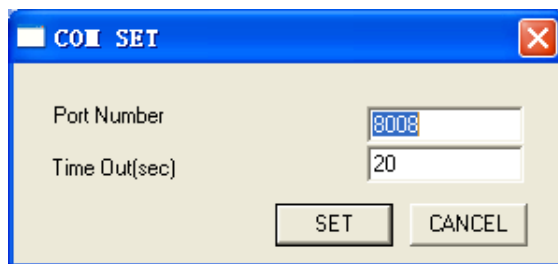 COM SET
Port Number
8008
Time Out(sec)
20
SET
CANCEL